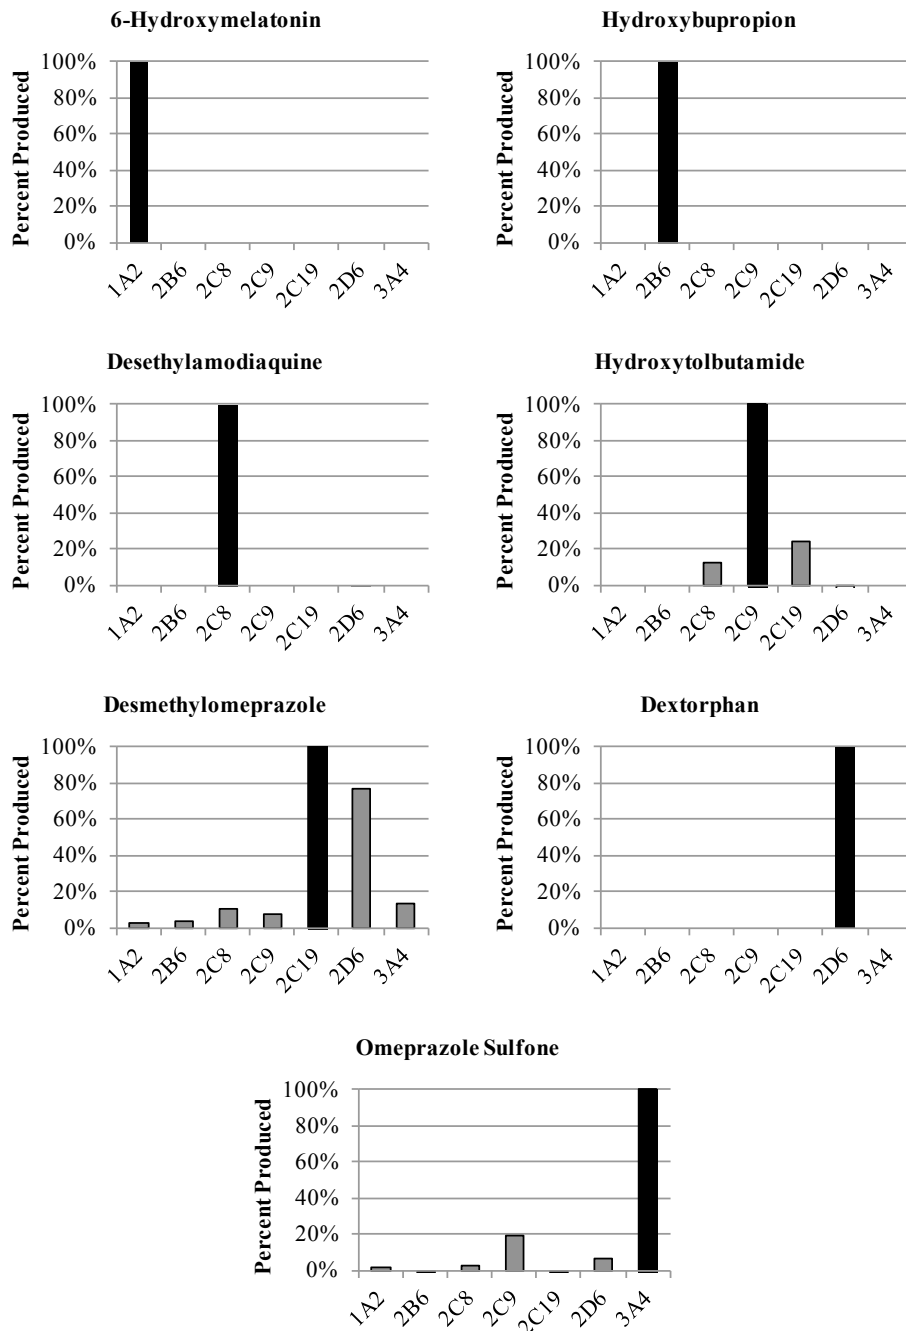 6-Hydroxymelatonin
Percent Produced
100%
80%
60%
40%
20%
0%
1A2 2B6 2C8 2C9 2C19 2D6 3A4
Hydroxybupropion
Percent Produced
100%
80%
60%
40%
20%
0%
1A2 2B6 2C8 2C9 2C19 2D6 3A4
Desethylamodiaquine
Percent Produced
100%
80%
60%
40%
20%
0%
1A2 2B6 2C8 2C9 2C19 2D6 3A4
Hydroxytolbutamide
Percent Produced
100%
80%
60%
40%
20%
0%
1A2 2B6 2C8 2C9 2C19 2D6 3A4
Desmethylomeprazole
Percent Produced
100%
80%
60%
40%
20%
0%
1A2 2B6 2C8 2C9 2C19 2D6 3A4
Dextorphan
Percent Produced
100%
80%
60%
40%
20%
0%
1A2 2B6 2C8 2C9 2C19 2D6 3A4
Omeprazole Sulfone
Percent Produced
100%
80%
60%
40%
20%
0%
1A2 2B6 2C8 2C9 2C19 2D6 3A4